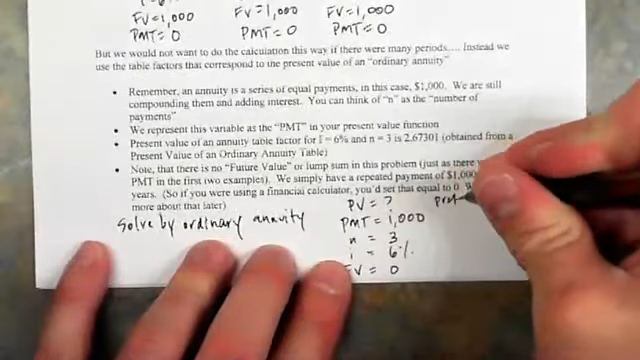 FV=1,000 FV=1,000 FV=1,000
PMT=0 PMT=0 PMT=0
But we would not want to do the calculation this way if there were many periods.... Instead we
use the table factors that correspond to the present value of an "ordinary annuity"
• Remember, an annuity is a series of equal payments, in this case, $1,000. We are still
compounding them and adding interest. You can think of "n" as the "number of
payments"
• We represent this variable as the "PMT" in your present value function
• Present value of an annuity table factor for I = 6% and n = 3 is 2.67301 (obtained from a
Present Value of an Ordinary Annuity Table)
• Note, that there is no "Future Value" or lump sum in this problem (just as there
PMT in the first two examples). We simply have a repeated payment of $1,000
years. (So if you were using a financial calculator, you'd set that equal to 0
more about that later)
Solve by ordinary annuity
PV = ?
PMT = 1,000
n = 3
i = 6%
FV = 0